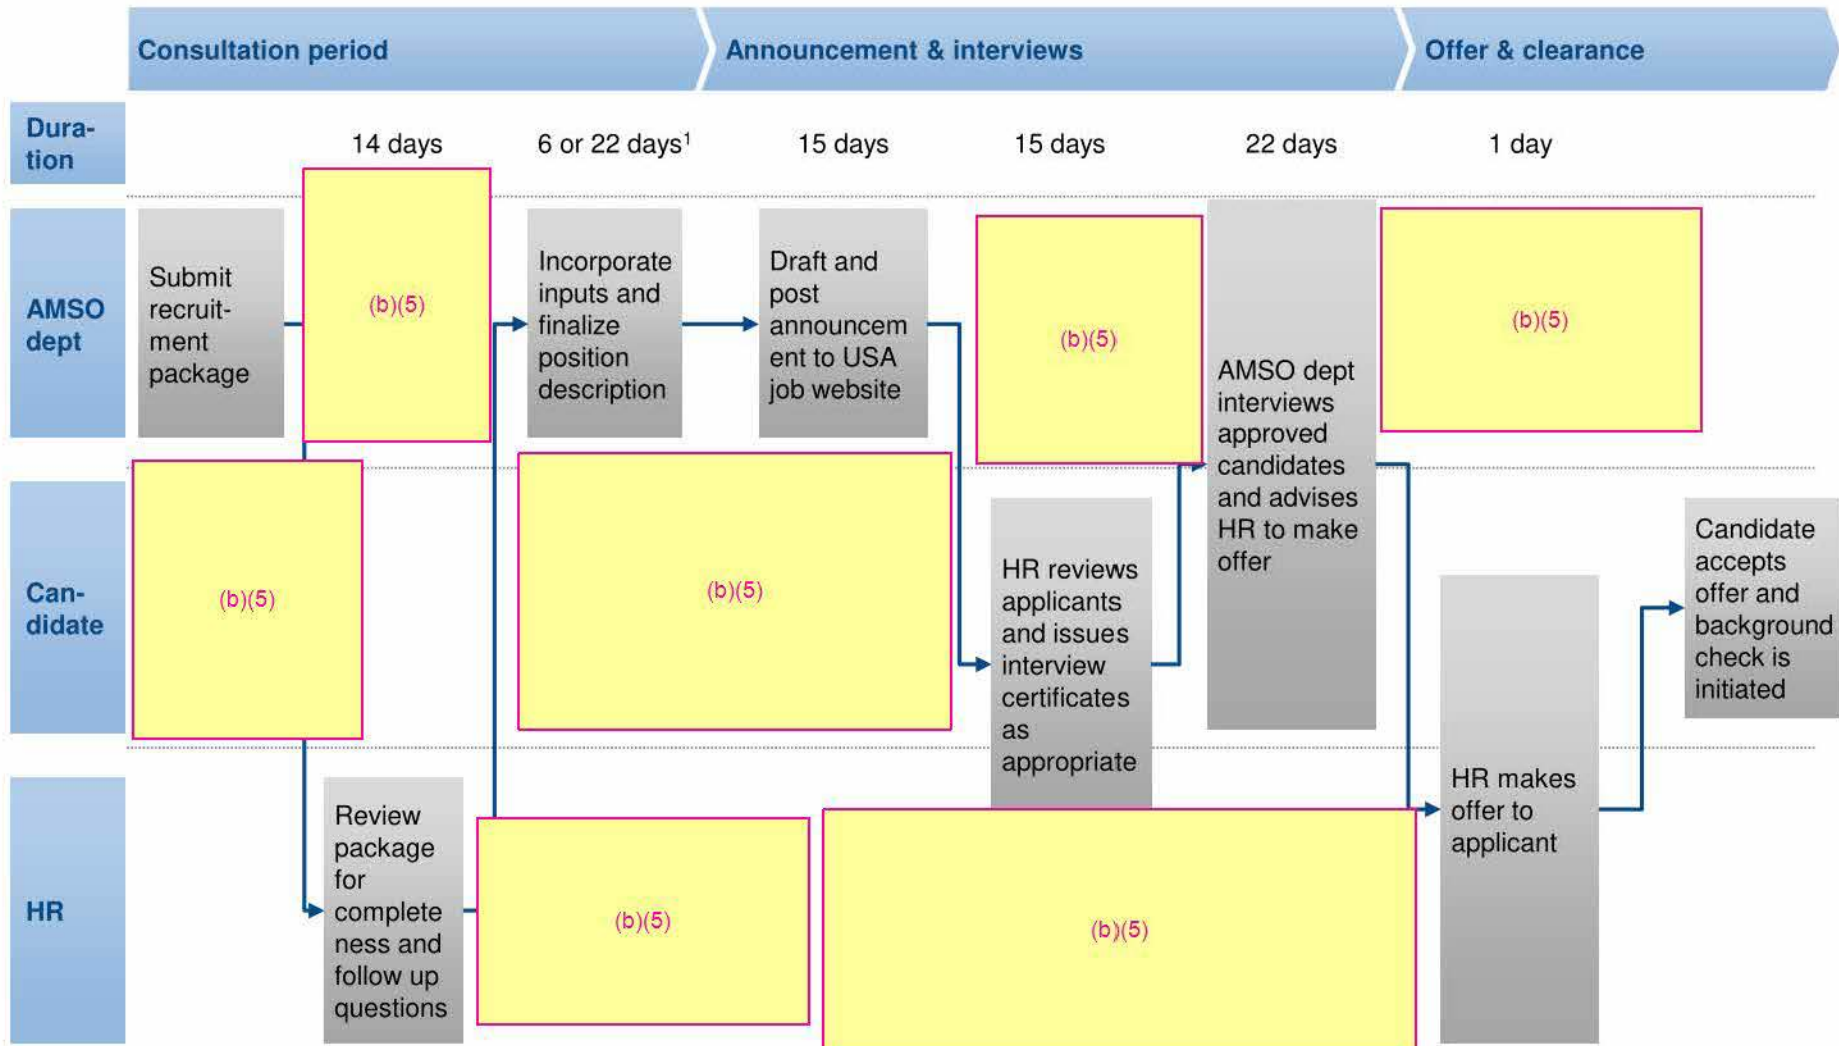 Consultation period
Announcement & interviews
Offer & clearance
Dura-
tion
14 days
6 or 22 days¹
15 days
15 days
22 days
1 day
AMSO
dept
Submit
recruit-
ment
package
(b)(5)
Incorporate
inputs and
finalize
position
description
Draft and
post
announcem
ent to USA
job website
(b)(5)
AMSO dept
interviews
approved
candidates
and advises
HR to make
offer
(b)(5)
Can-
didate
(b)(5)
(b)(5)
HR reviews
applicants
and issues
interview
certificates
as
appropriate
Candidate
accepts
offer and
background
check is
initiated
HR
Review
package
for
complete
ness and
follow up
questions
(b)(5)
(b)(5)
HR makes
offer to
applicant